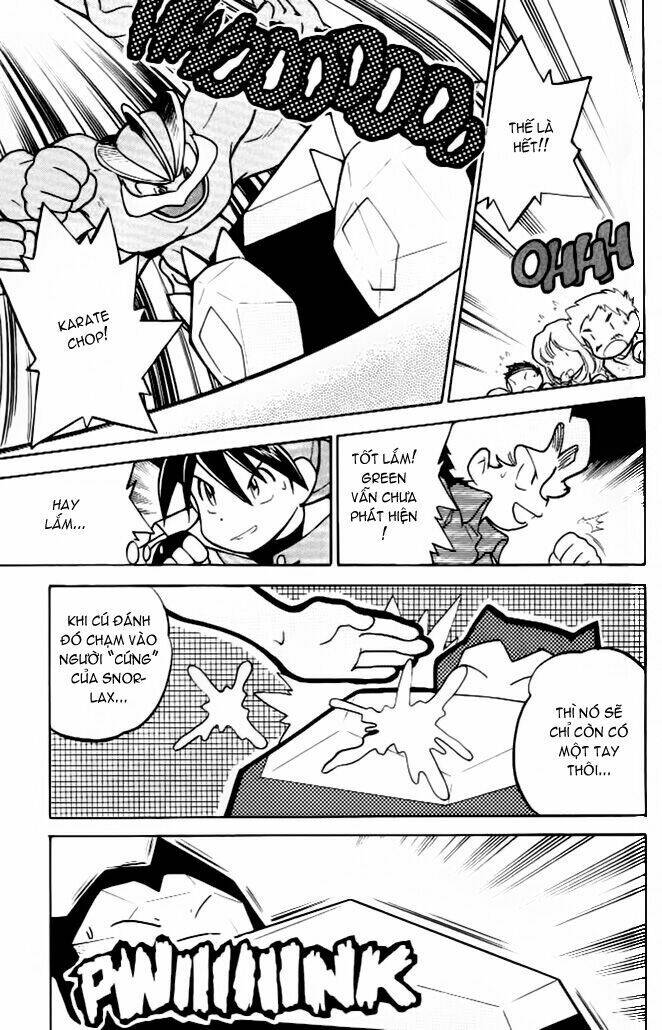 THẾ LÀ
HẾT!!
OHHH
KARATE
CHOP!
TỐT LẮM!
GREEN
VẪN CHƯA
PHÁT HIỆN
!
HAY
LẮM...
THÌ NÓ SẼ
CHỈ CÒN CÓ
MỘT TAY
THÔI...
KHI CÚ ĐÁNH
ĐÓ CHẠM VÀO
NGƯỜI "CỨNG"
CỦA SNOR-
LAX...
PWIIIIIINK